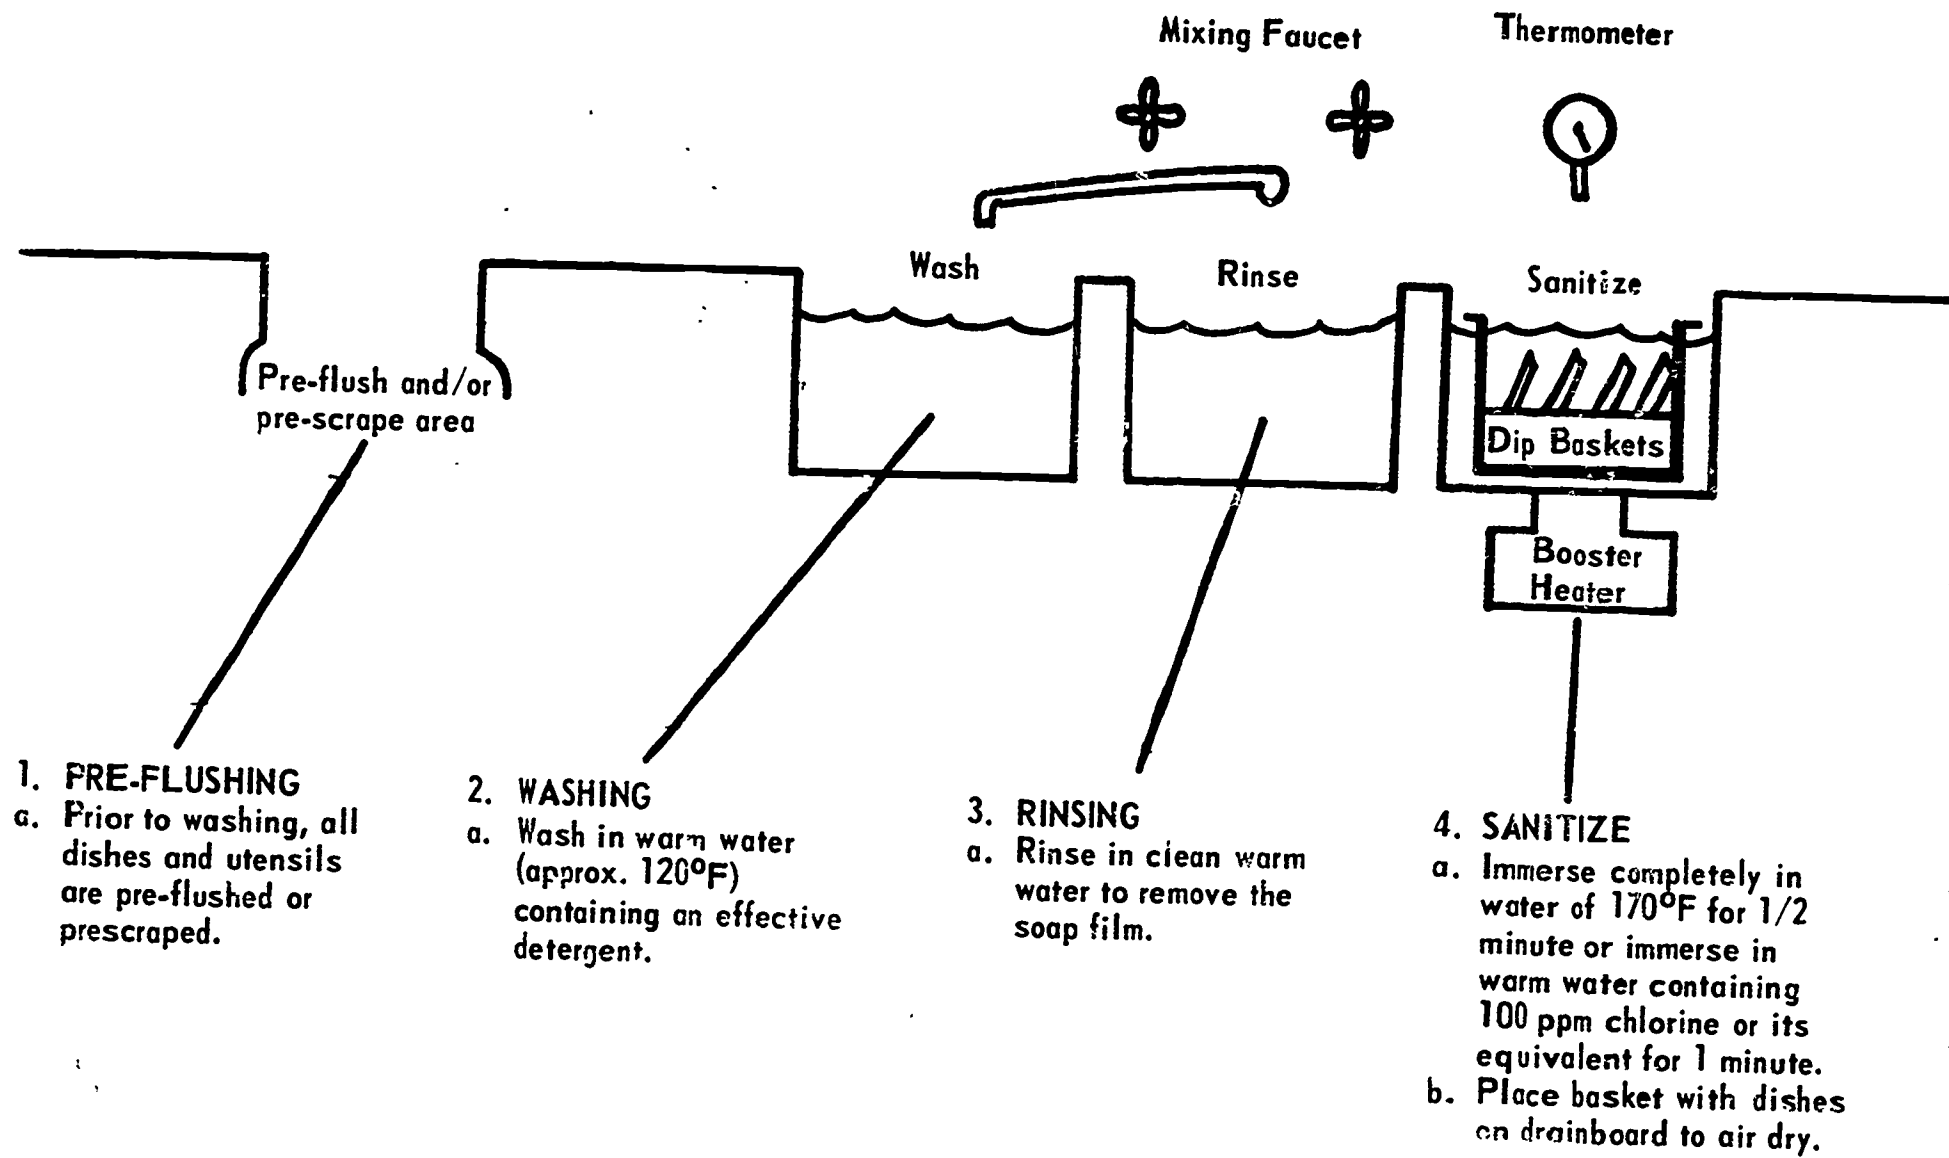 Mixing Faucet
Thermometer
Wash
Rinse
Sanitize
Pre-flush and/or
pre-scrape area
Dip Baskets
Booster
Heater
1. PRE-FLUSHING
a. Prior to washing, all
dishes and utensils
are pre-flushed or
prescraped.
2. WASHING
a. Wash in warm water
(approx. 120°F)
containing an effective
detergent.
3. RINSING
a. Rinse in clean warm
water to remove the
soap film.
4. SANITIZE
a. Immerse completely in
water of 170°F for 1/2
minute or immerse in
warm water containing
100 ppm chlorine or its
equivalent for 1 minute.
b. Place basket with dishes
on drainboard to air dry.